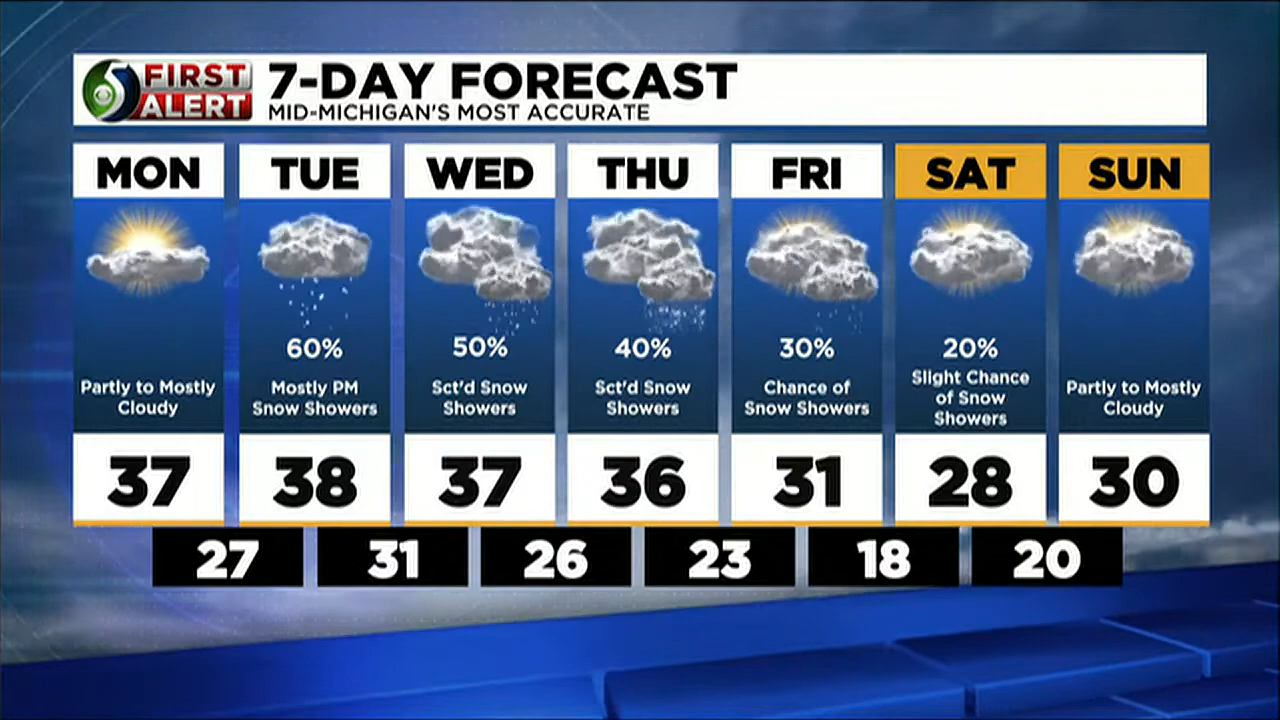 5 FIRST ALERT
7-DAY FORECAST
MID-MICHIGAN'S MOST ACCURATE
MON
TUE
WED
THU
FRI
SAT
SUN
60%
50%
40%
30%
20%
Partly to Mostly
Cloudy
Mostly PM
Snow Showers
Sct'd Snow
Showers
Sct'd Snow
Showers
Chance of
Snow Showers
Slight Chance
of Snow
Showers
Partly to Mostly
Cloudy
37
38
37
36
31
28
30
27
31
26
23
18
20